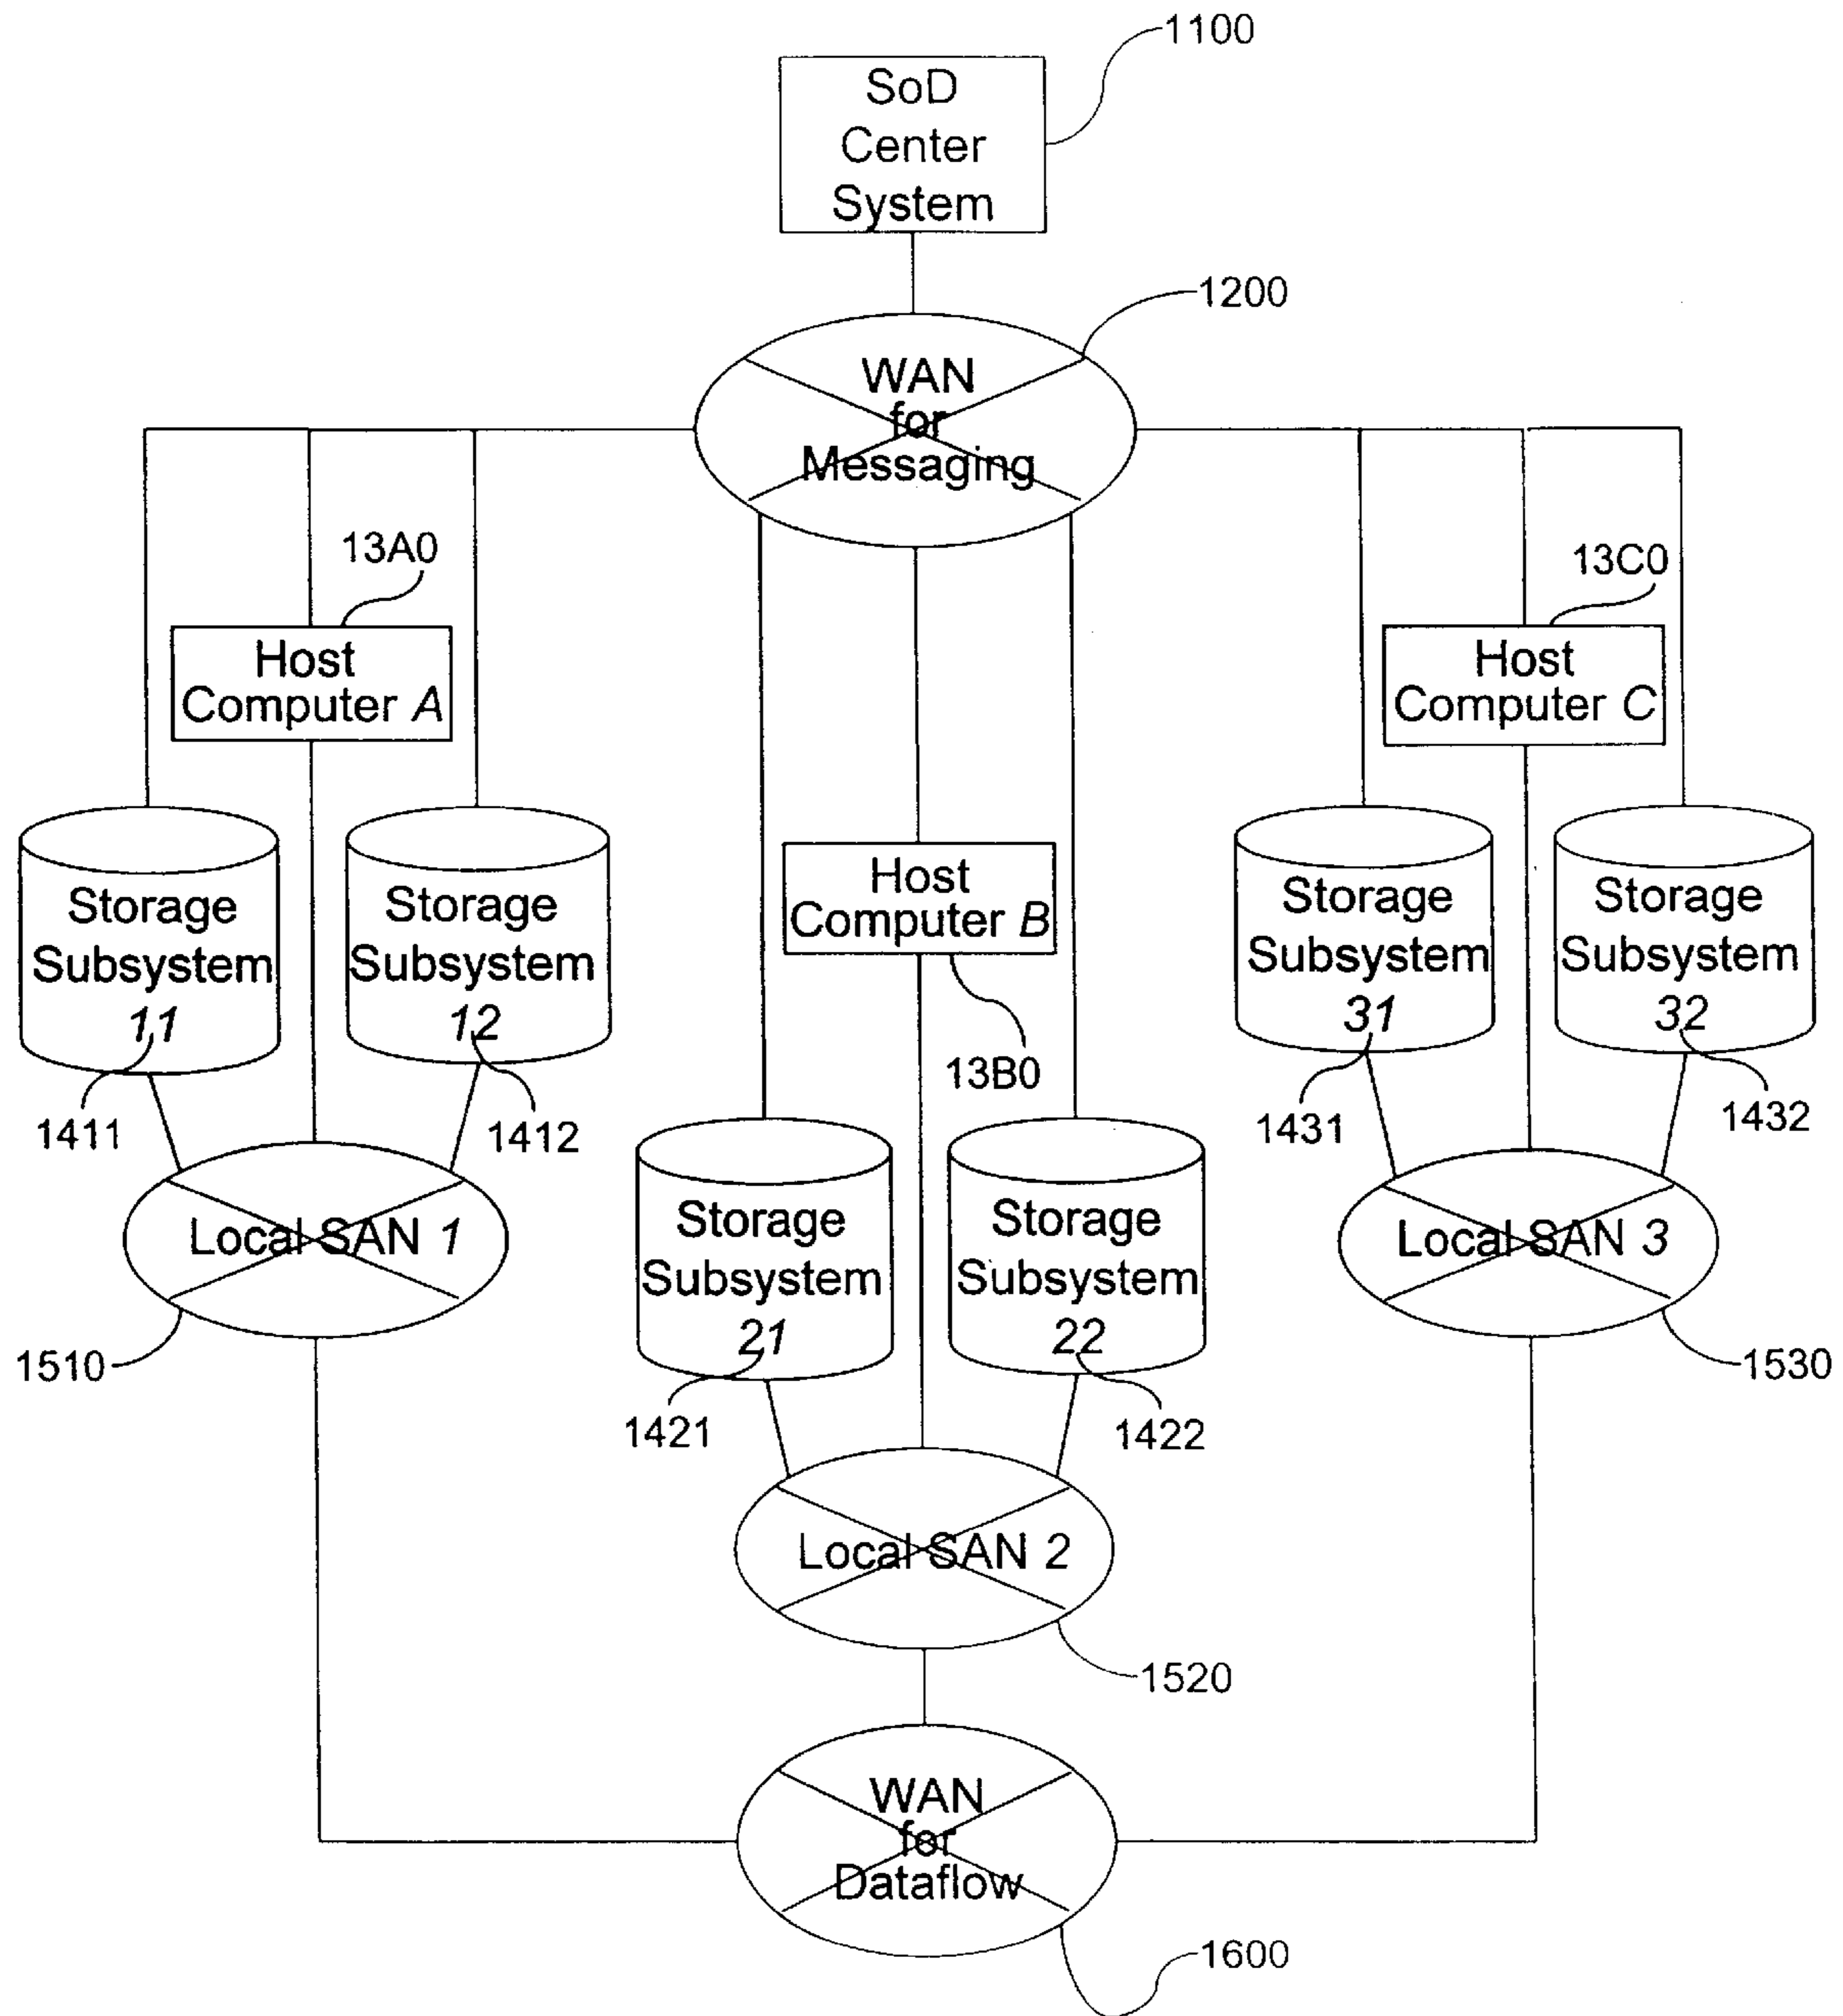 1100
SoD
Center
System
1200
WAN
for
Messaging
13A0
13C0
Host
Computer A
Host
Computer C
Storage
Subsystem
11
Storage
Subsystem
12
Host
Computer B
Storage
Subsystem
31
Storage
Subsystem
32
13B0
1411
1412
1431
1432
Storage
Subsystem
21
Storage
Subsystem
22
Local SAN 1
Local SAN 3
1510
1530
1421
1422
Local SAN 2
1520
WAN
for
Dataflow
1600